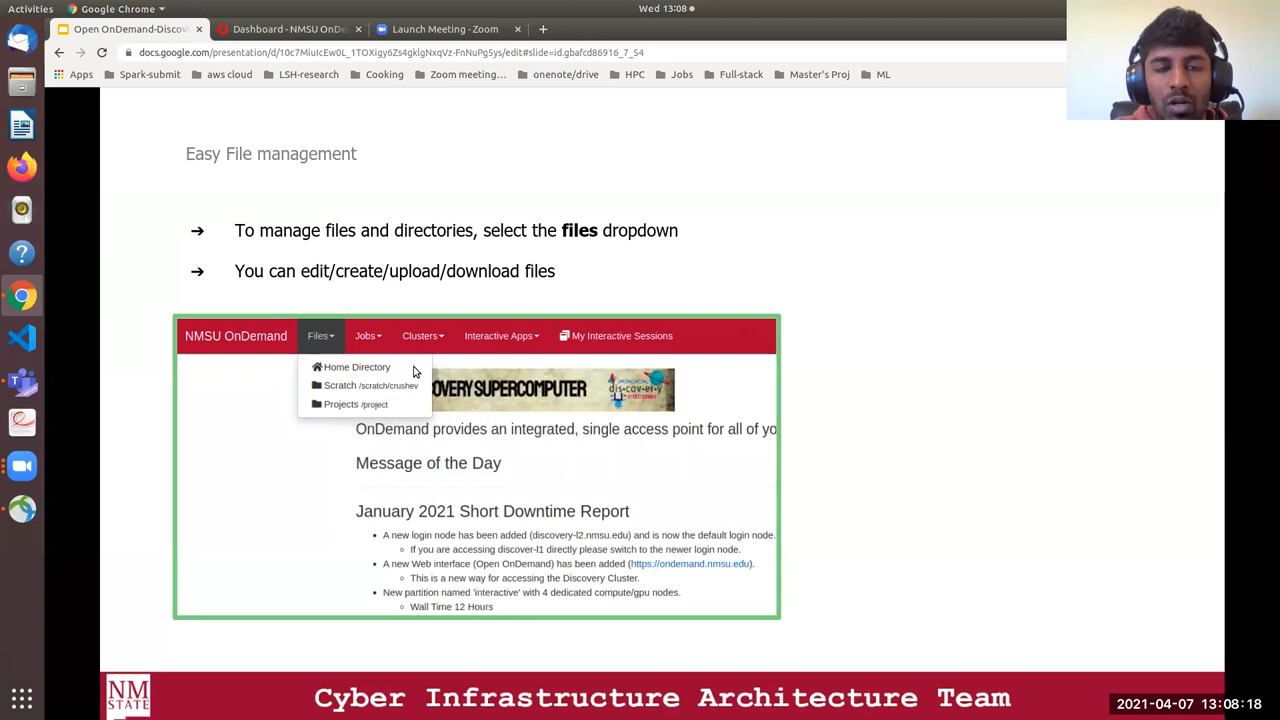 Activities
Google Chrome
Wed 13:08
Open OnDemand-Discov
Dashboard - NMSU OnDem
Launch Meeting - Zoom
docs.google.com/presentation/d/10c7MiuIcEw0L_1TOXigy6Zs4gklgNxqVz-FnNuPgSys/edit#slide=id.gbafcd86916_7_54
Apps
Spark-submit
aws cloud
LSH-research
Cooking
Zoom meeting...
onenote/drive
HPC
Jobs
Full-stack
Master's Proj
ML
Easy File management
➔ To manage files and directories, select the files dropdown
➔ You can edit/create/upload/download files
NMSU OnDemand
Files
Jobs
Clusters
Interactive Apps
My Interactive Sessions
Home Directory
Scratch /scratch/crushev
Projects /project
COVERY SUPERCOMPUTER
discovery
OnDemand provides an integrated, single access point for all of yo
Message of the Day
January 2021 Short Downtime Report
• A new login node has been added (discovery-l2.nmsu.edu) and is now the default login node.
◦ If you are accessing discover-l1 directly please switch to the newer login node.
• A new Web interface (Open OnDemand) has been added (https://ondemand.nmsu.edu).
◦ This is a new way for accessing the Discovery Cluster.
• New partition named 'interactive' with 4 dedicated compute/gpu nodes.
◦ Wall Time 12 Hours
NM
STATE
Cyber Infrastructure Architecture Team
2021-04-07 13:08:18